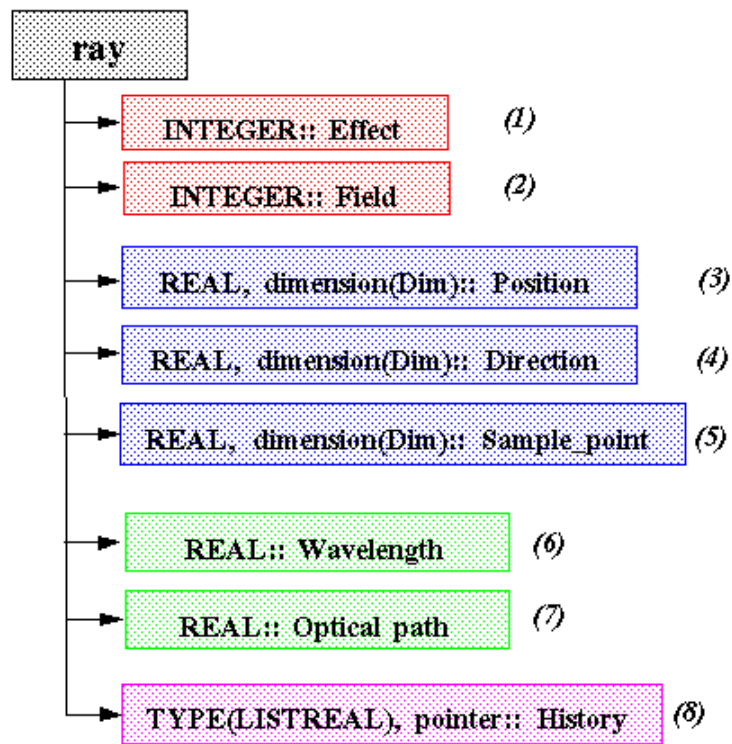 ray
INTEGER:: Effect (1)
INTEGER:: Field (2)
REAL, dimension(Dim):: Position (3)
REAL, dimension(Dim):: Direction (4)
REAL, dimension(Dim):: Sample_point (5)
REAL:: Wavelength (6)
REAL:: Optical path (7)
TYPE(LISTREAL), pointer:: History (8)